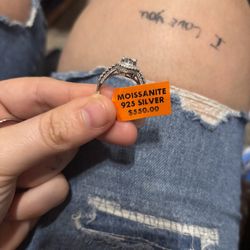 I love you
MOISSANITE
925 SILVER
$550.00